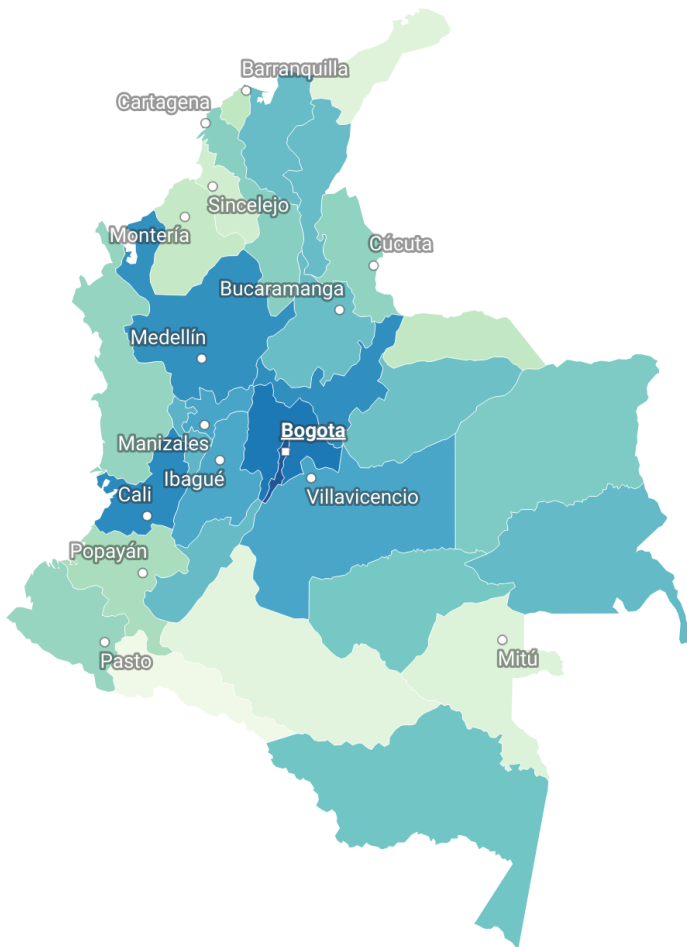 Barranquilla
Cartagena
Sincelejo
Montería
Cúcuta
Bucaramanga
Medellín
Bogota
Manizales
Ibagué
Cali
Villavicencio
Popayán
Pasto
Mitú